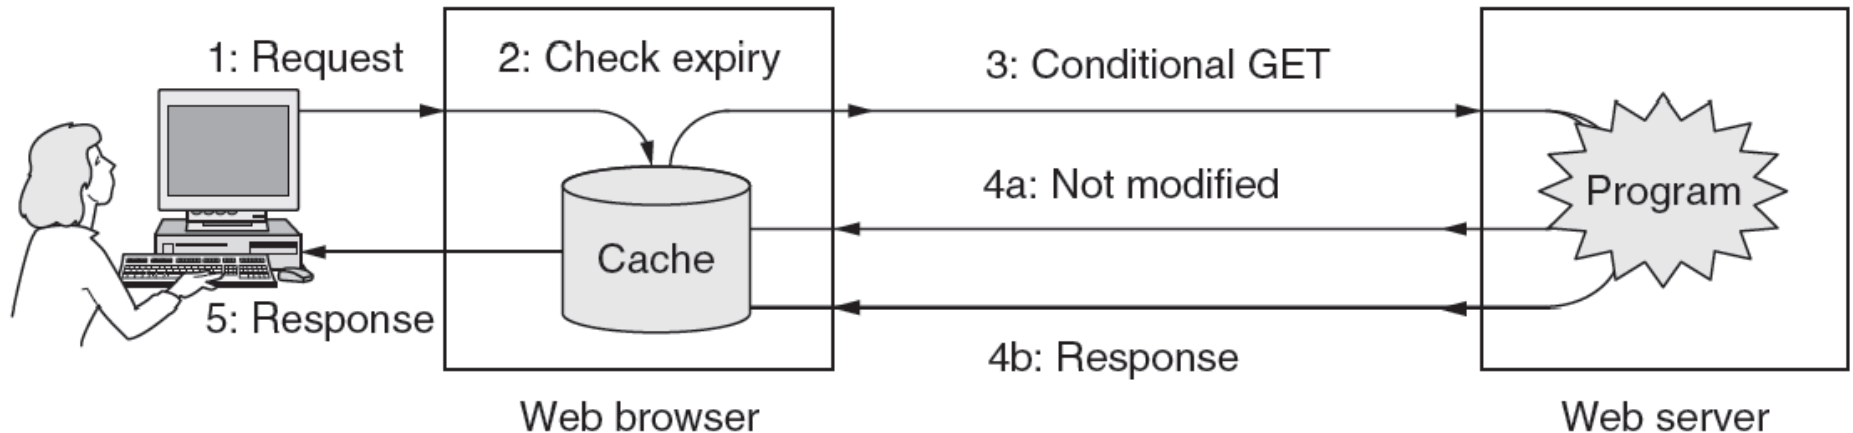 1: Request
2: Check expiry
3: Conditional GET
4a: Not modified
Program
Cache
5: Response
4b: Response
Web browser
Web server